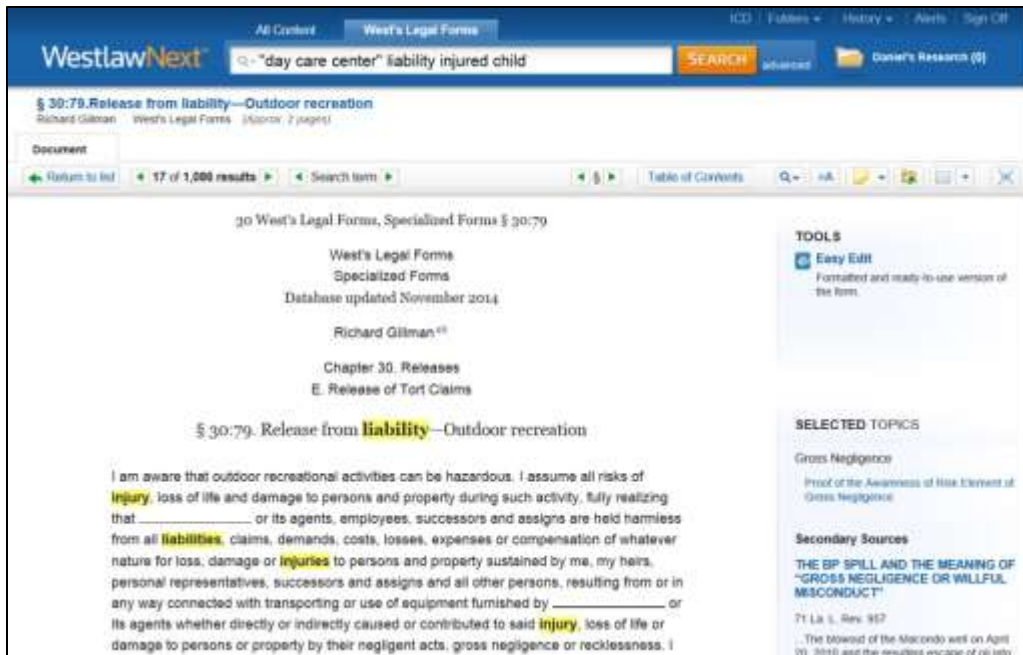 ICD Folders History Alerts Sign Off
All Content West's Legal Forms
WestlawNext
"day care center" liability injured child
SEARCH
advanced
Daniel's Research (0)
§ 30:79.Release from liability—Outdoor recreation
Richard Gillman West's Legal Forms (Approx. 2 pages)
Document
Return to list 17 of 1,000 results Search term § Table of Contents
30 West's Legal Forms, Specialized Forms § 30:79
West's Legal Forms
Specialized Forms
Database updated November 2014
Richard Gillman
Chapter 30. Releases
E. Release of Tort Claims
§ 30:79. Release from liability—Outdoor recreation
I am aware that outdoor recreational activities can be hazardous. I assume all risks of
injury, loss of life and damage to persons and property during such activity, fully realizing
that ____________ or its agents, employees, successors and assigns are held harmless
from all liabilities, claims, demands, costs, losses, expenses or compensation of whatever
nature for loss, damage or injuries to persons and property sustained by me, my heirs,
personal representatives, successors and assigns and all other persons, resulting from or in
any way connected with transporting or use of equipment furnished by ____________ or
its agents whether directly or indirectly caused or contributed to said injury, loss of life or
damage to persons or property by their negligent acts, gross negligence or recklessness. I
TOOLS
Easy Edit
Formatted and ready-to-use version of
the form.
SELECTED TOPICS
Gross Negligence
Proof of the Awareness of Risk Element of
Gross Negligence
Secondary Sources
THE BP SPILL AND THE MEANING OF
"GROSS NEGLIGENCE OR WILLFUL
MISCONDUCT"
71 La. L. Rev. 957
...The blowout of the Macondo well on April
20, 2010 and the resulting escape of oil into